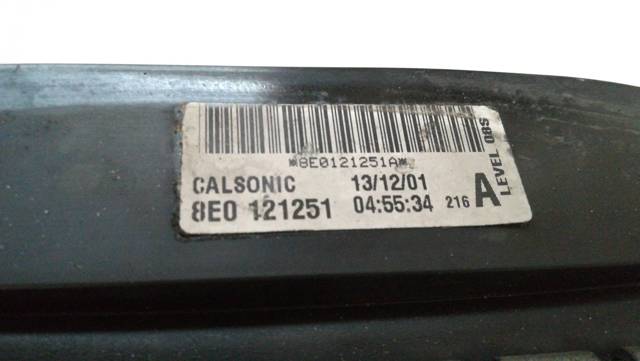 *8E0121251A*
CALSONIC 13/12/01
8E0 121251 04:55:34 216 A
LEVEL 08S